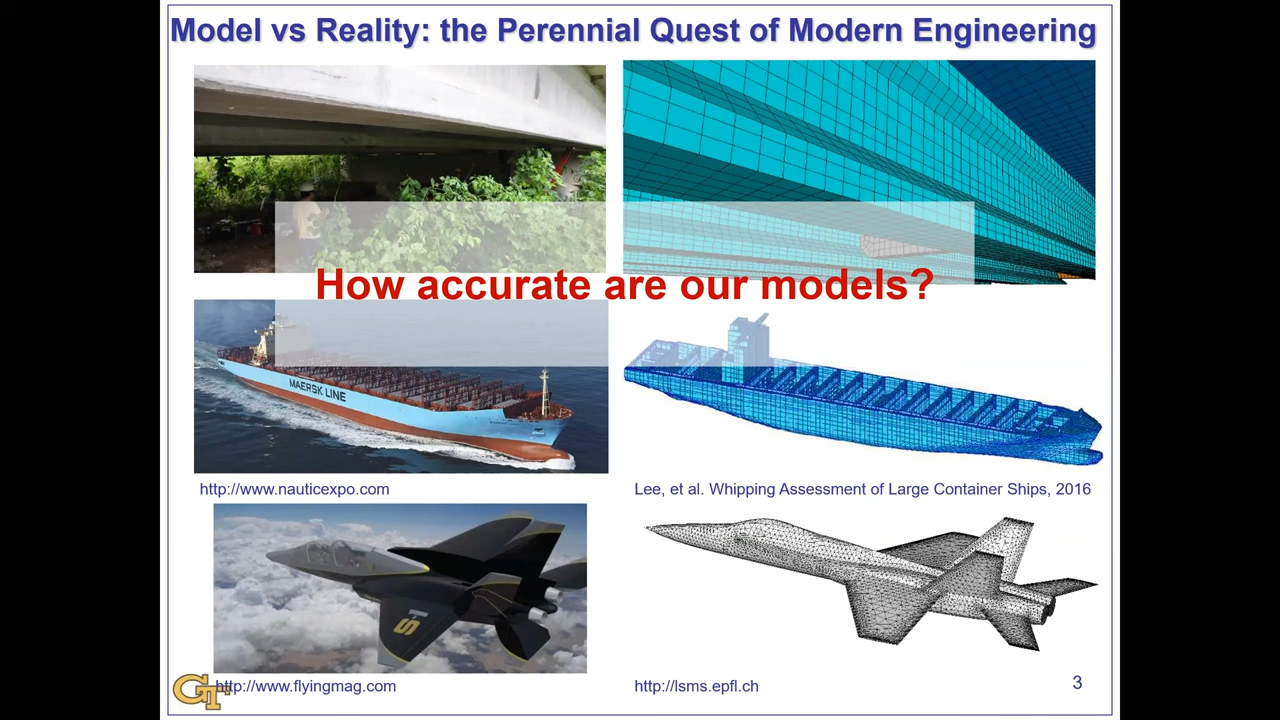 Model vs Reality: the Perennial Quest of Modern Engineering
How accurate are our models?
MAERSK LINE
http://www.nauticexpo.com
Lee, et al. Whipping Assessment of Large Container Ships, 2016
TS
GT
http://www.flyingmag.com
http://lsms.epfl.ch
3